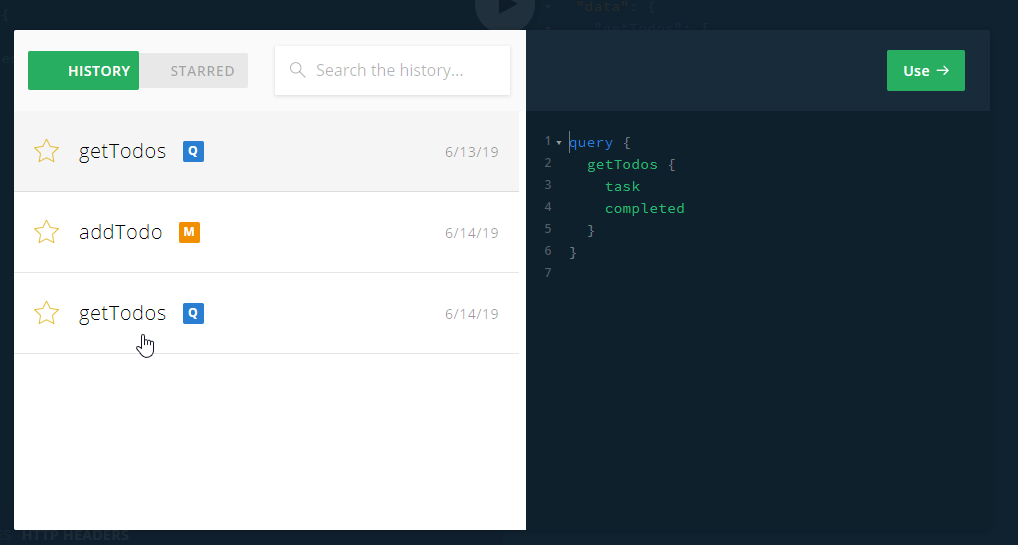 "data": {
"getTodos": [
HISTORY
STARRED
Search the history...
Use →
getTodos Q 6/13/19
addTodo M 6/14/19
getTodos Q 6/14/19
1 query {
2 getTodos {
3 task
4 completed
5 }
6 }
7
HTTP HEADERS